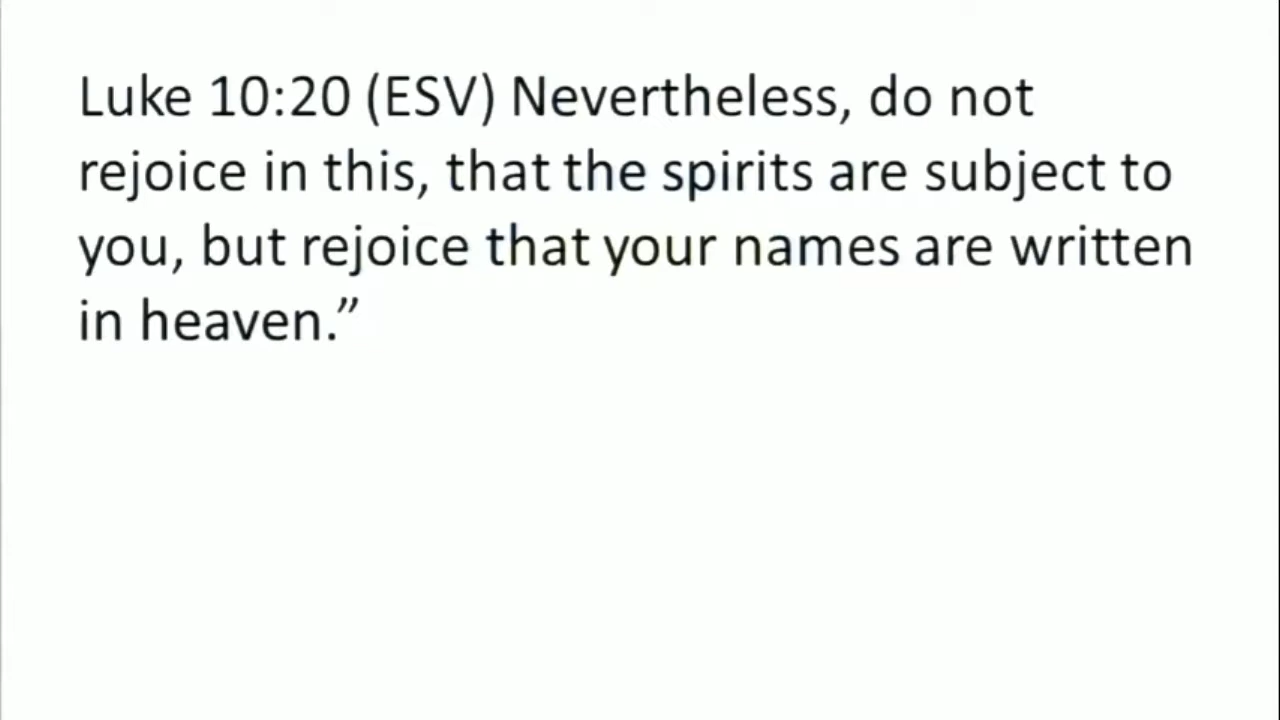 Luke 10:20 (ESV) Nevertheless, do not
rejoice in this, that the spirits are subject to
you, but rejoice that your names are written
in heaven.”